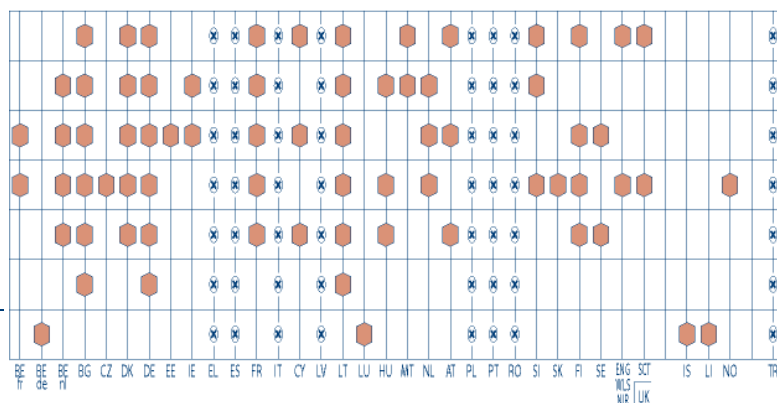 BE BE BE BG CZ DK DE EE IE EL ES FR IT CY LV LT LU HU MT NL AT PL PT RO SI SK FI SE ENG SCT IS LI NO TR
fr de nl WLS
NIR UK